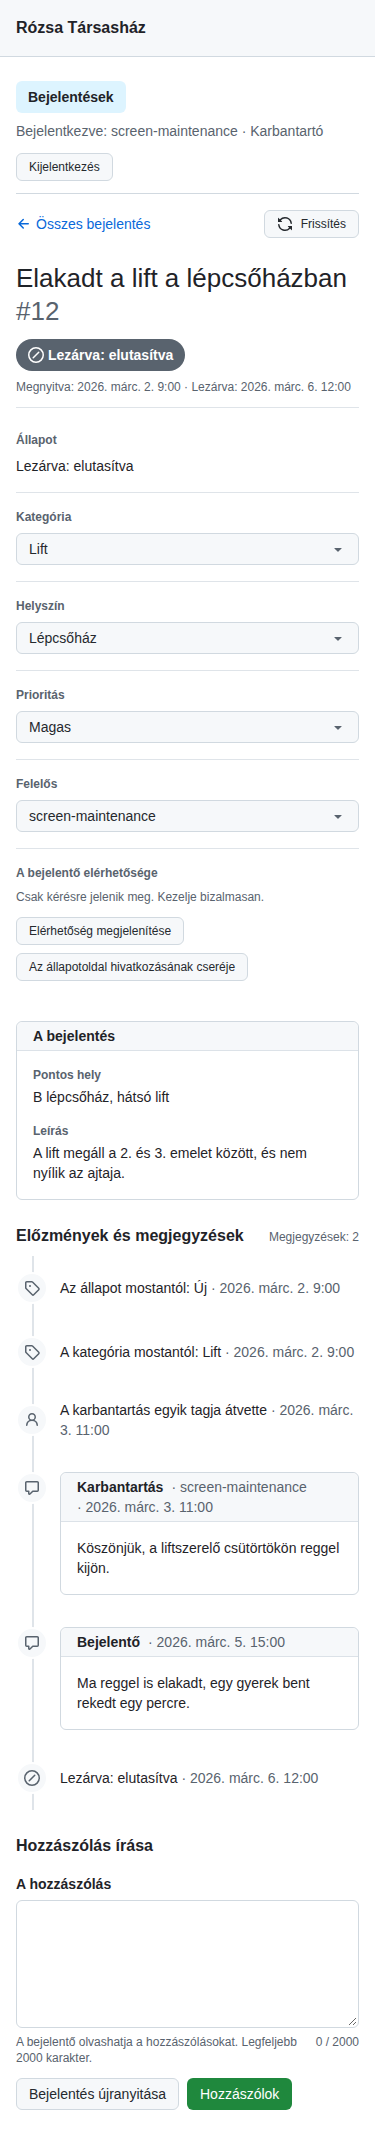 Rózsa Társasház
Bejelentések
Bejelentkezve: screen-maintenance · Karbantartó
Kijelentkezés
Összes bejelentés
Frissítés
Elakadt a lift a lépcsőházban
#12
Lezárva: elutasítva
Megnyitva: 2026. márc. 2. 9:00 · Lezárva: 2026. márc. 6. 12:00
Állapot
Lezárva: elutasítva
Kategória
Lift
Helyszín
Lépcsőház
Prioritás
Magas
Felelős
screen-maintenance
A bejelentő elérhetősége
Csak kérésre jelenik meg. Kezelje bizalmasan.
Elérhetőség megjelenítése
Az állapotoldal hivatkozásának cseréje
A bejelentés
Pontos hely
B lépcsőház, hátsó lift
Leírás
A lift megáll a 2. és 3. emelet között, és nem
nyílik az ajtaja.
Előzmények és megjegyzések
Megjegyzések: 2
Az állapot mostantól: Új · 2026. márc. 2. 9:00
A kategória mostantól: Lift · 2026. márc. 2. 9:00
A karbantartás egyik tagja átvette · 2026. márc.
3. 11:00
Karbantartás · screen-maintenance
· 2026. márc. 3. 11:00
Köszönjük, a liftszerelő csütörtökön reggel
kijön.
Bejelentő · 2026. márc. 5. 15:00
Ma reggel is elakadt, egy gyerek bent
rekedt egy percre.
Lezárva: elutasítva · 2026. márc. 6. 12:00
Hozzászólás írása
A hozzászólás
A bejelentő olvashatja a hozzászólásokat. Legfeljebb
2000 karakter.
0 / 2000
Bejelentés újranyitása
Hozzászólok